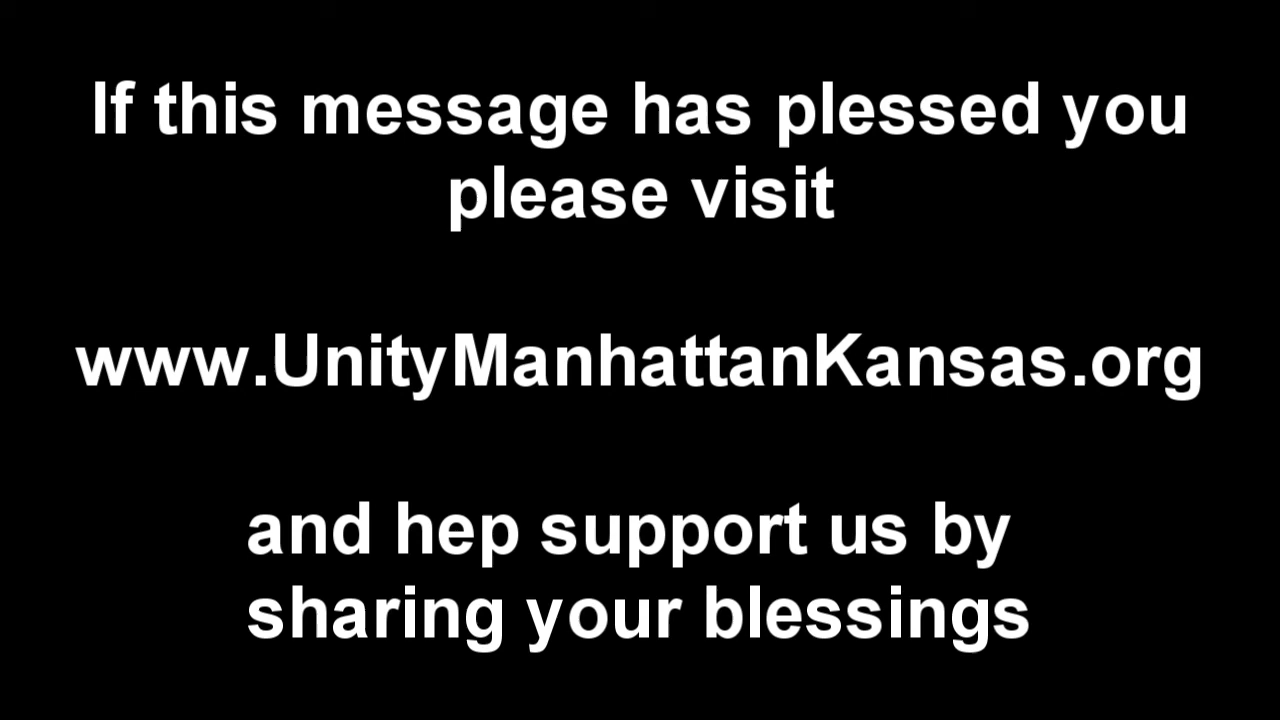 If this message has plessed you
please visit
www.UnityManhattanKansas.org
and hep support us by
sharing your blessings